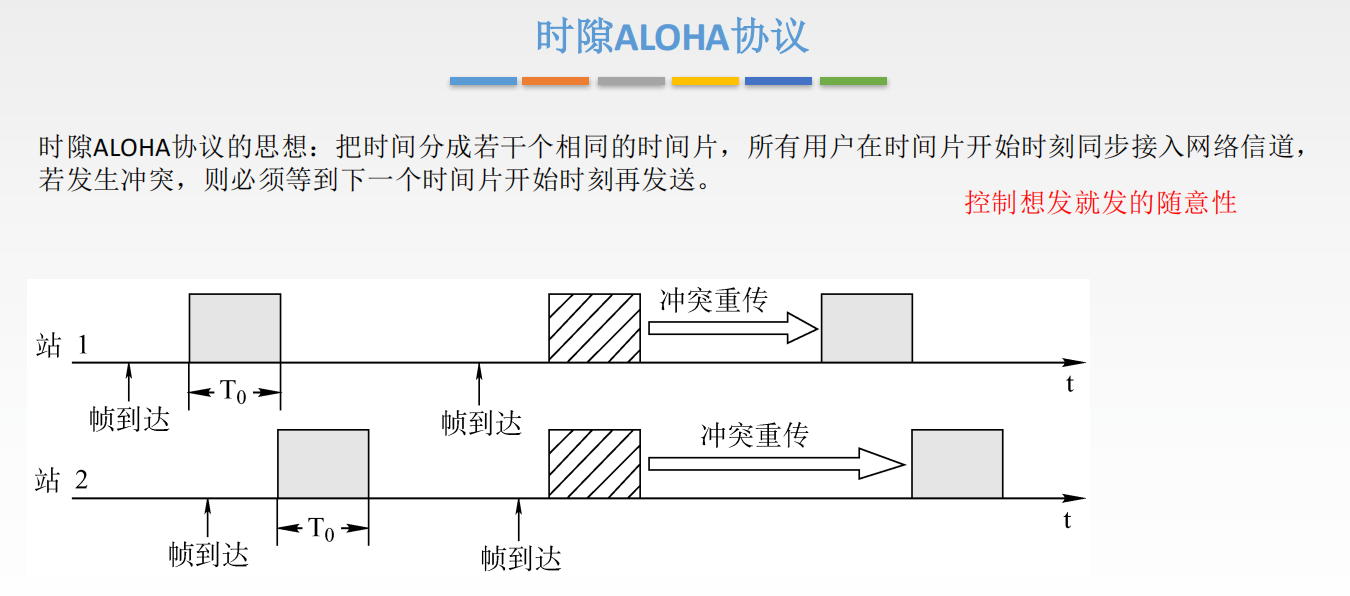 时隙ALOHA协议
时隙ALOHA协议的思想：把时间分成若干个相同的时间片，所有用户在时间片开始时刻同步接入网络信道，
若发生冲突，则必须等到下一个时间片开始时刻再发送。
控制想发就发的随意性
冲突重传
站 1
T0
t
帧到达
帧到达
冲突重传
站 2
T0
t
帧到达
帧到达